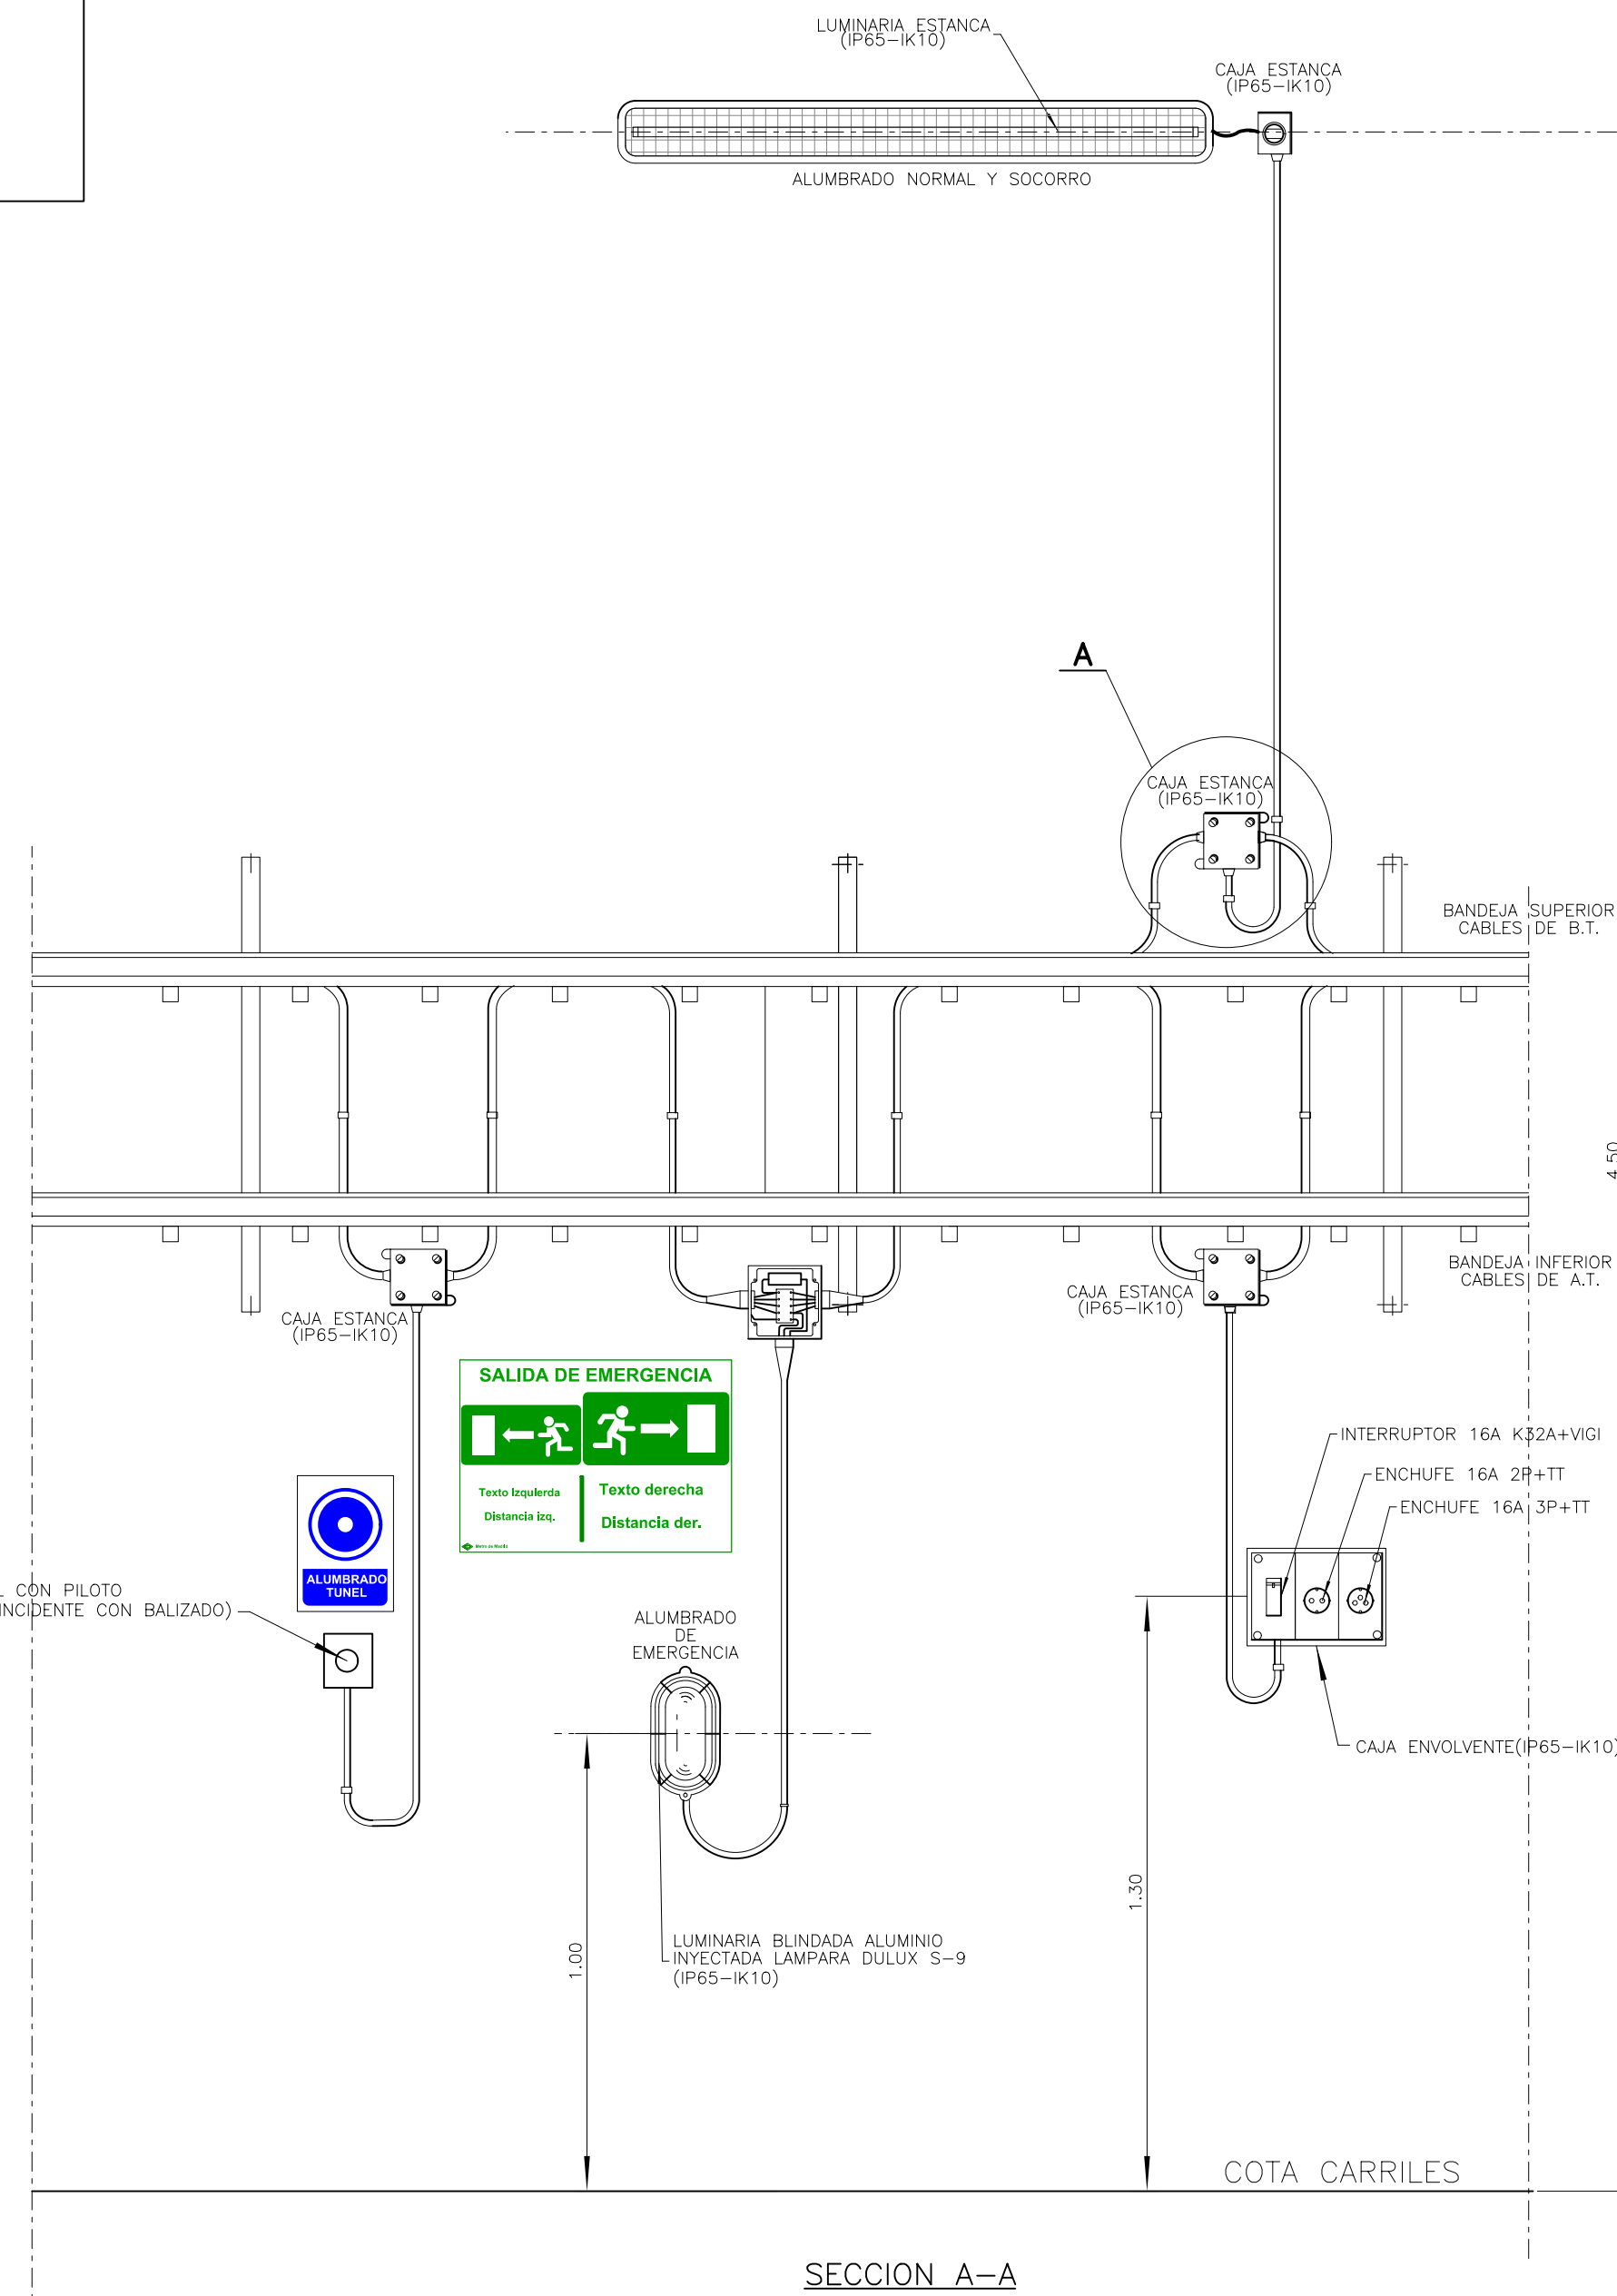 LUMINARIA ESTANCA
(IP65-IK10)
CAJA ESTANCA
(IP65-IK10)
ALUMBRADO NORMAL Y SOCORRO
A
CAJA ESTANCA
(IP65-IK10)
BANDEJA SUPERIOR
CABLES DE B.T.
4.50
BANDEJA INFERIOR
CABLES DE A.T.
CAJA ESTANCA
(IP65-IK10)
CAJA ESTANCA
(IP65-IK10)
SALIDA DE EMERGENCIA
Texto Izquierda
Distancia izq.
Texto derecha
Distancia der.
Metro de Madrid
INTERRUPTOR 16A K32A+VIGI
ENCHUFE 16A 2P+TT
ENCHUFE 16A 3P+TT
ALUMBRADO
TUNEL
CON PILOTO
INCIDENTE CON BALIZADO)
ALUMBRADO
DE
EMERGENCIA
CAJA ENVOLVENTE(IP65-IK10)
1.30
1.00
LUMINARIA BLINDADA ALUMINIO
INYECTADA LAMPARA DULUX S-9
(IP65-IK10)
COTA CARRILES
SECCION A-A